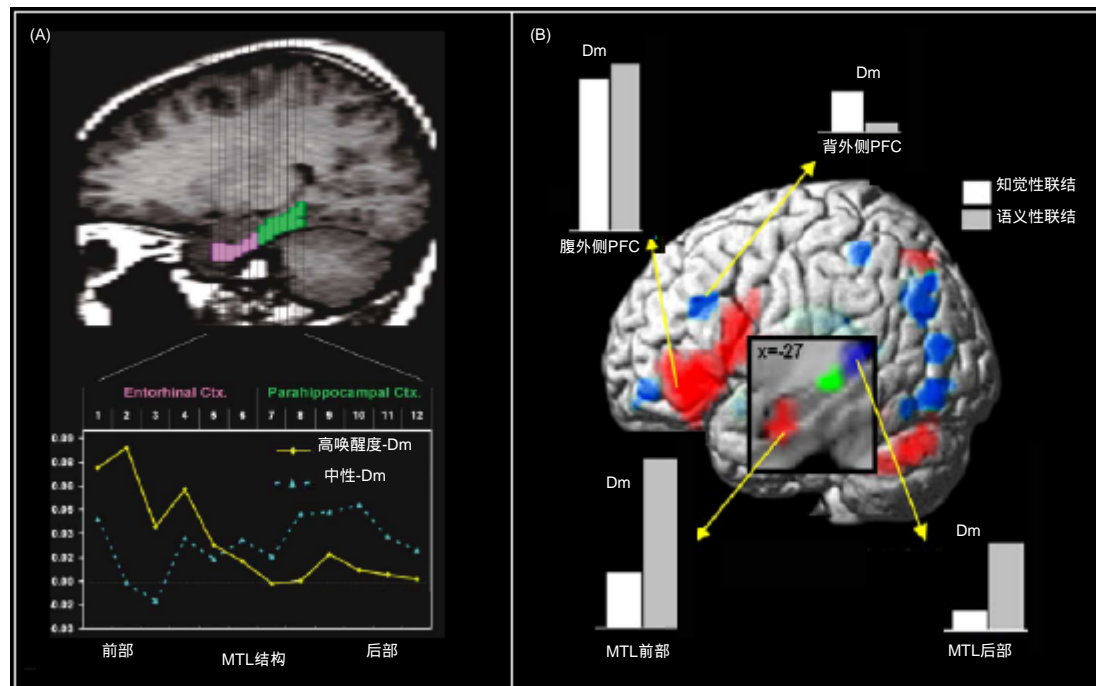 (A)
Entorhinal Ctx.
Parahippocampal Ctx.
1 2 3 4 5 6 7 8 9 10 11 12
高唤醒度-Dm
中性-Dm
前部
MTL结构
后部
(B)
Dm
腹外侧PFC
Dm
背外侧PFC
知觉性联结
语义性联结
x=-27
Dm
MTL前部
Dm
MTL后部